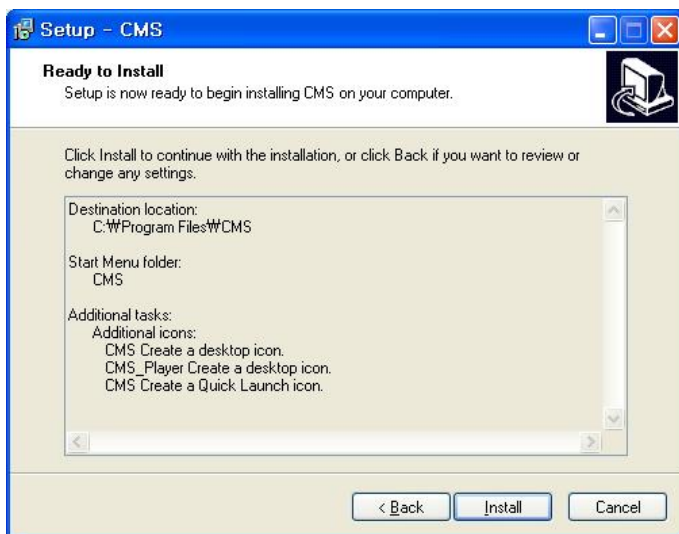 Setup - CMS
Ready to Install
Setup is now ready to begin installing CMS on your computer.
Click Install to continue with the installation, or click Back if you want to review or
change any settings.
Destination location:
C:₩Program Files₩CMS
Start Menu folder:
CMS
Additional tasks:
Additional icons:
CMS Create a desktop icon.
CMS_Player Create a desktop icon.
CMS Create a Quick Launch icon.
< Back Install Cancel